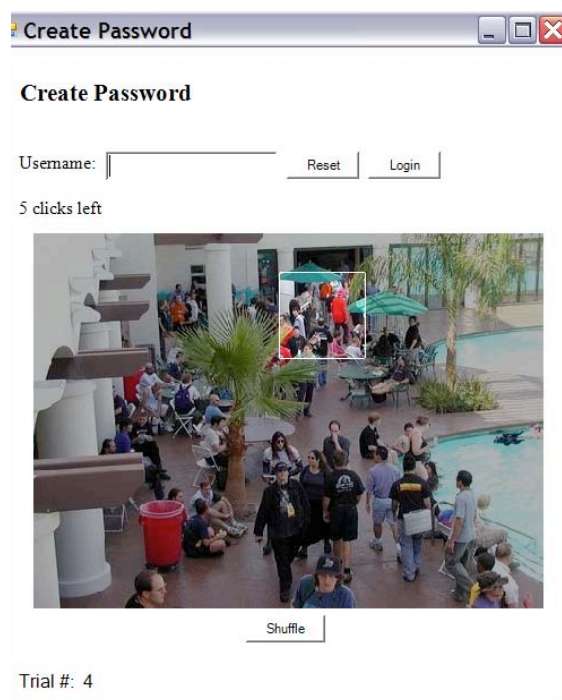 Create Password
Create Password
Username: Reset Login
5 clicks left
Shuffle
Trial #: 4